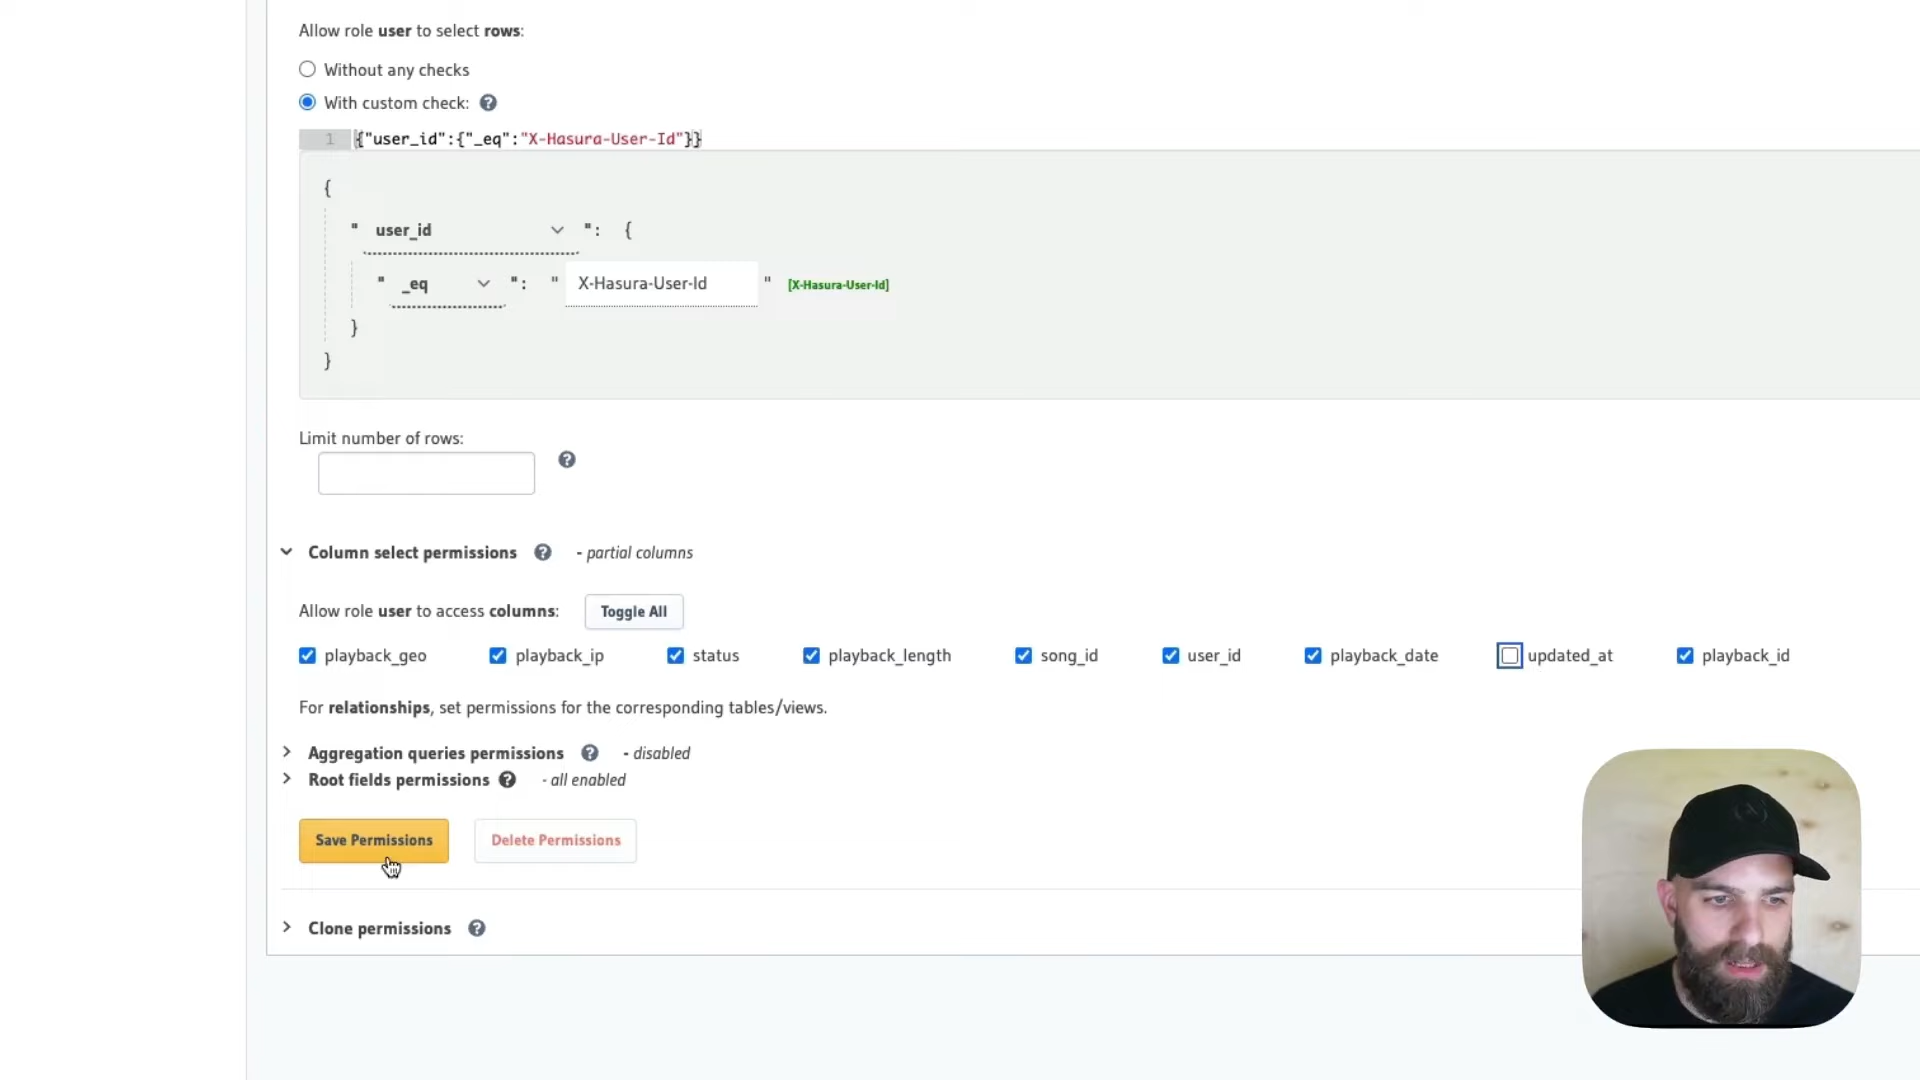 Allow role user to select rows:
Without any checks
With custom check: ?
1 {"user_id":{"_eq":"X-Hasura-User-Id"}}
{
" user_id ": {
" _eq ": " X-Hasura-User-Id " [X-Hasura-User-Id]
}
}
Limit number of rows:
?
Column select permissions ? - partial columns
Allow role user to access columns: Toggle All
playback_geo playback_ip status playback_length song_id user_id playback_date updated_at playback_id
For relationships, set permissions for the corresponding tables/views.
Aggregation queries permissions ? - disabled
Root fields permissions ? - all enabled
Save Permissions Delete Permissions
Clone permissions ?